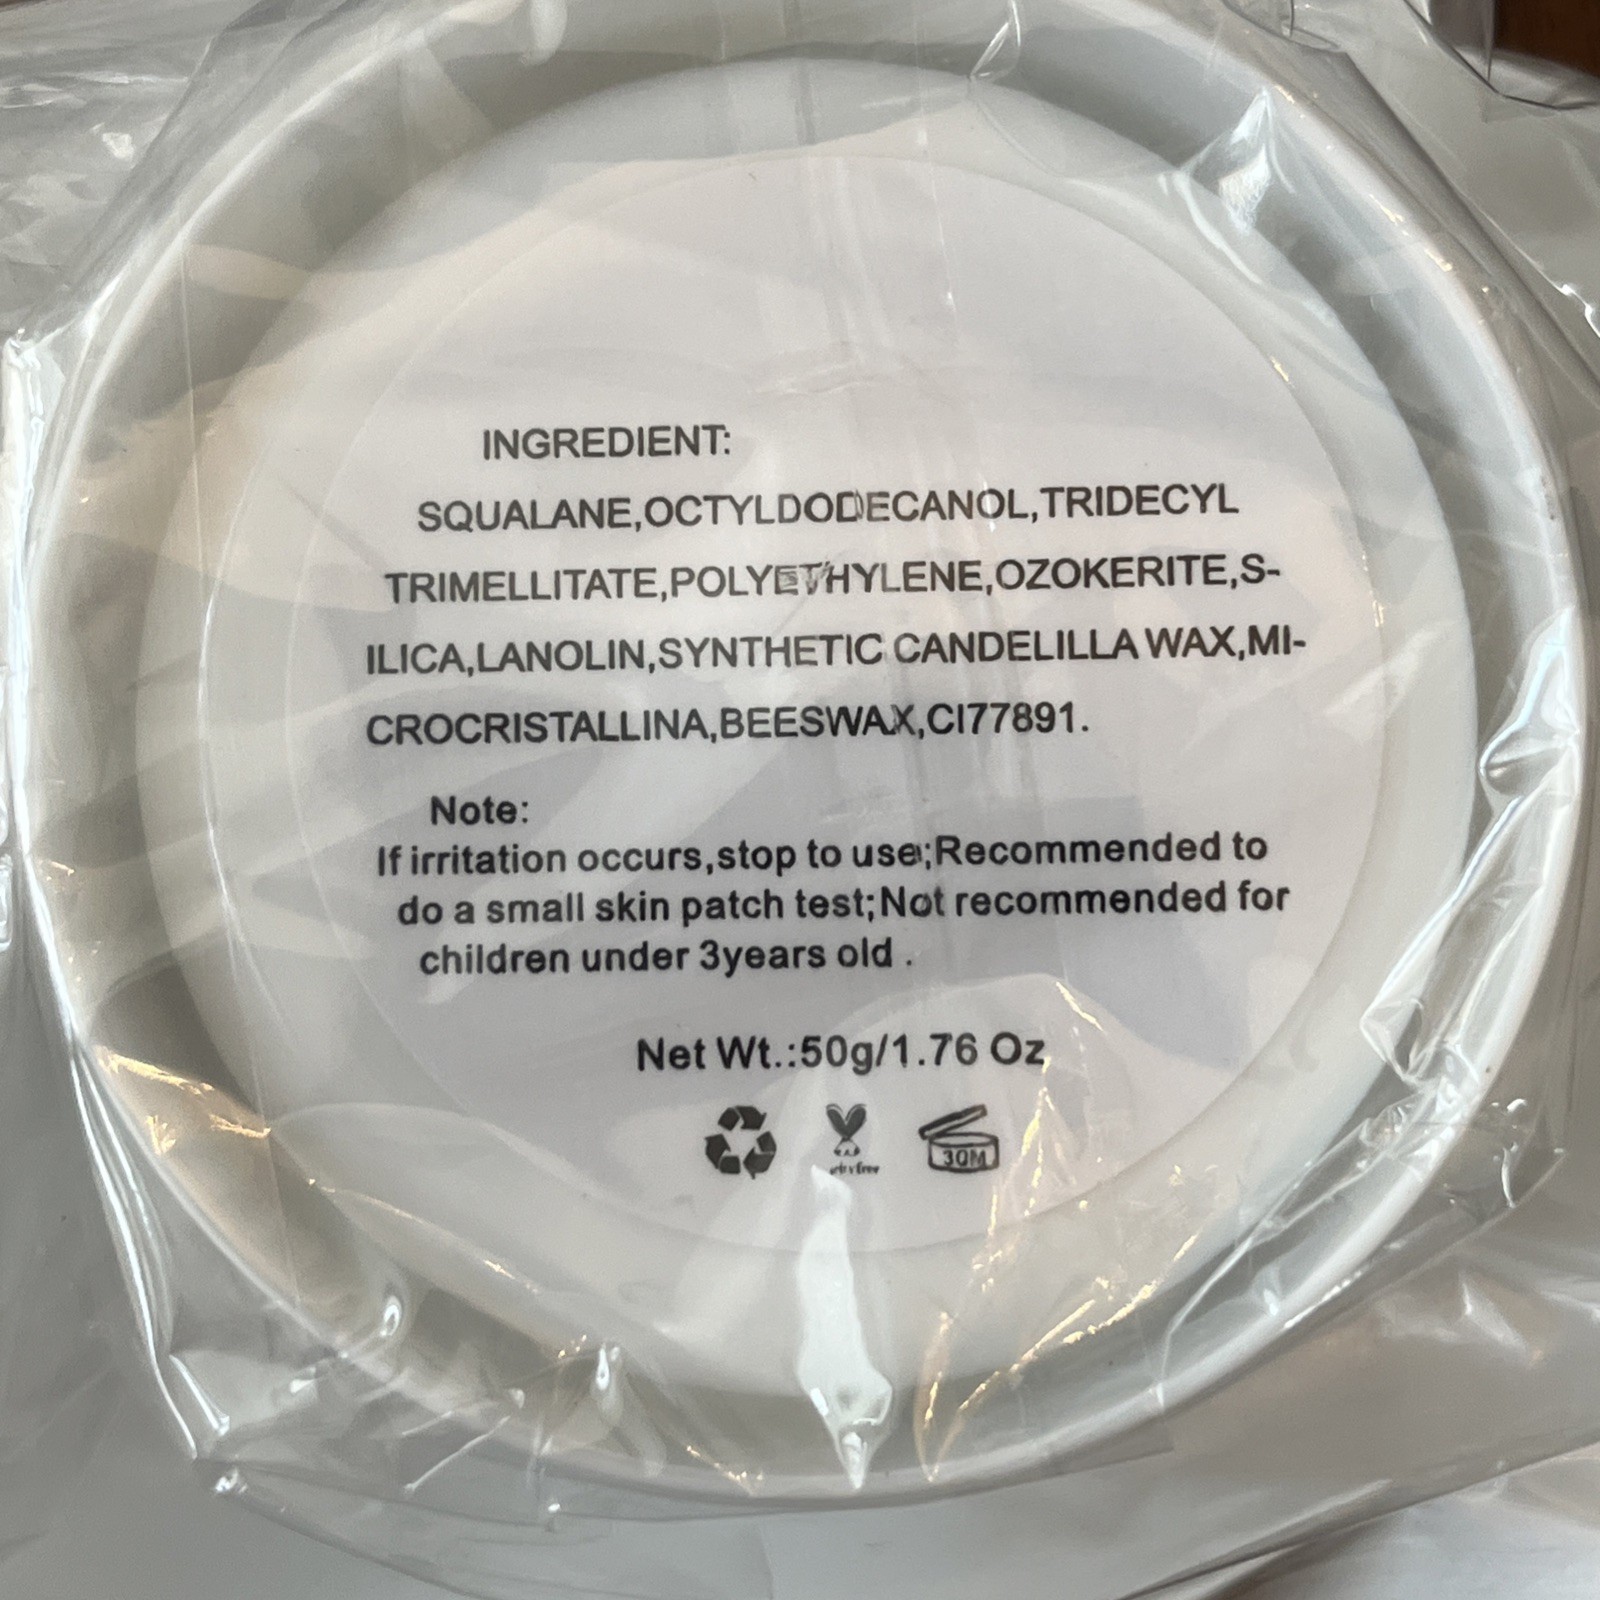 INGREDIENT:
SQUALANE,OCTYLDODECANOL,TRIDECYL
TRIMELLITATE,POLYETHYLENE,OZOKERITE,S-
ILICA,LANOLIN,SYNTHETIC CANDELILLA WAX,MI-
CROCRISTALLINA,BEESWAX,CI77891.
Note:
If irritation occurs,stop to use;Recommended to
do a small skin patch test;Not recommended for
children under 3years old .
Net Wt.:50g/1.76 Oz
free